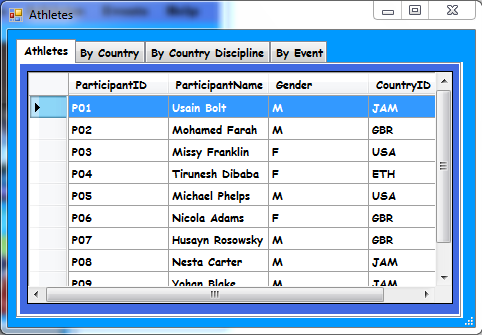 Athletes
Athletes By Country By Country Discipline By Event
ParticipantID ParticipantName Gender CountryID
P01 Usain Bolt M JAM
P02 Mohamed Farah M GBR
P03 Missy Franklin F USA
P04 Tirunesh Dibaba F ETH
P05 Michael Phelps M USA
P06 Nicola Adams F GBR
P07 Husayn Rosowsky M GBR
P08 Nesta Carter M JAM
P09 Yohan Blake M JAM